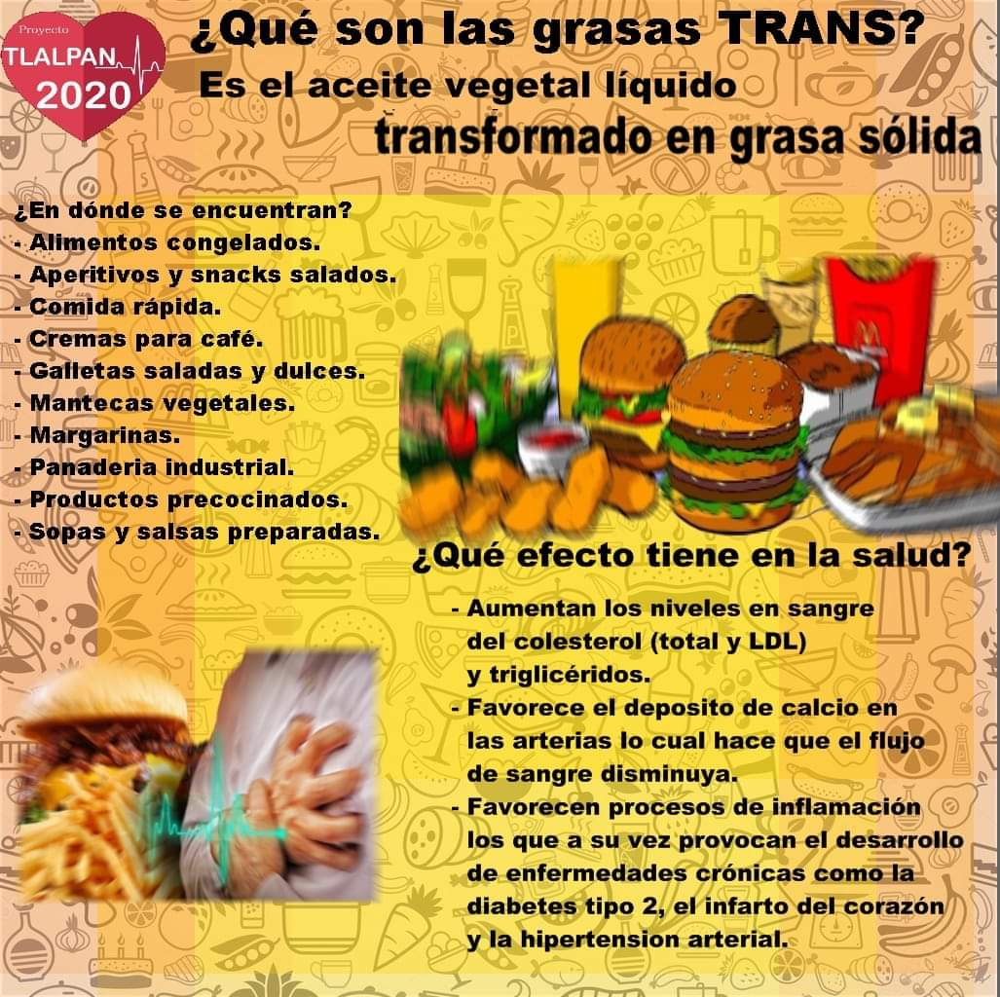 Proyecto
TLALPAN
2020
¿Qué son las grasas TRANS?
Es el aceite vegetal líquido
transformado en grasa sólida
¿En dónde se encuentran?
- Alimentos congelados.
- Aperitivos y snacks salados.
- Comida rápida.
- Cremas para café.
- Galletas saladas y dulces.
- Mantecas vegetales.
- Margarinas.
- Panaderia industrial.
- Productos precocinados.
- Sopas y salsas preparadas.
¿Qué efecto tiene en la salud?
- Aumentan los niveles en sangre
del colesterol (total y LDL)
y triglicéridos.
- Favorece el deposito de calcio en
las arterias lo cual hace que el flujo
de sangre disminuya.
- Favorecen procesos de inflamación
los que a su vez provocan el desarrollo
de enfermedades crónicas como la
diabetes tipo 2, el infarto del corazón
y la hipertension arterial.